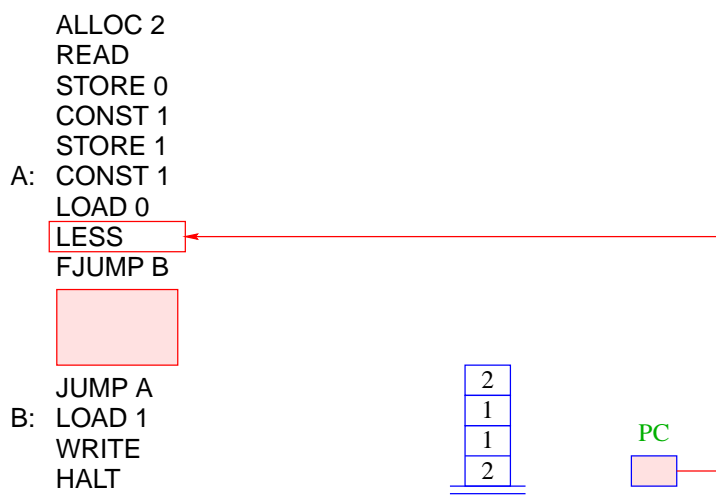 ALLOC 2
READ
STORE 0
CONST 1
STORE 1
A: CONST 1
LOAD 0
LESS
FJUMP B
JUMP A
B: LOAD 1
WRITE
HALT
2
1
1
2
PC